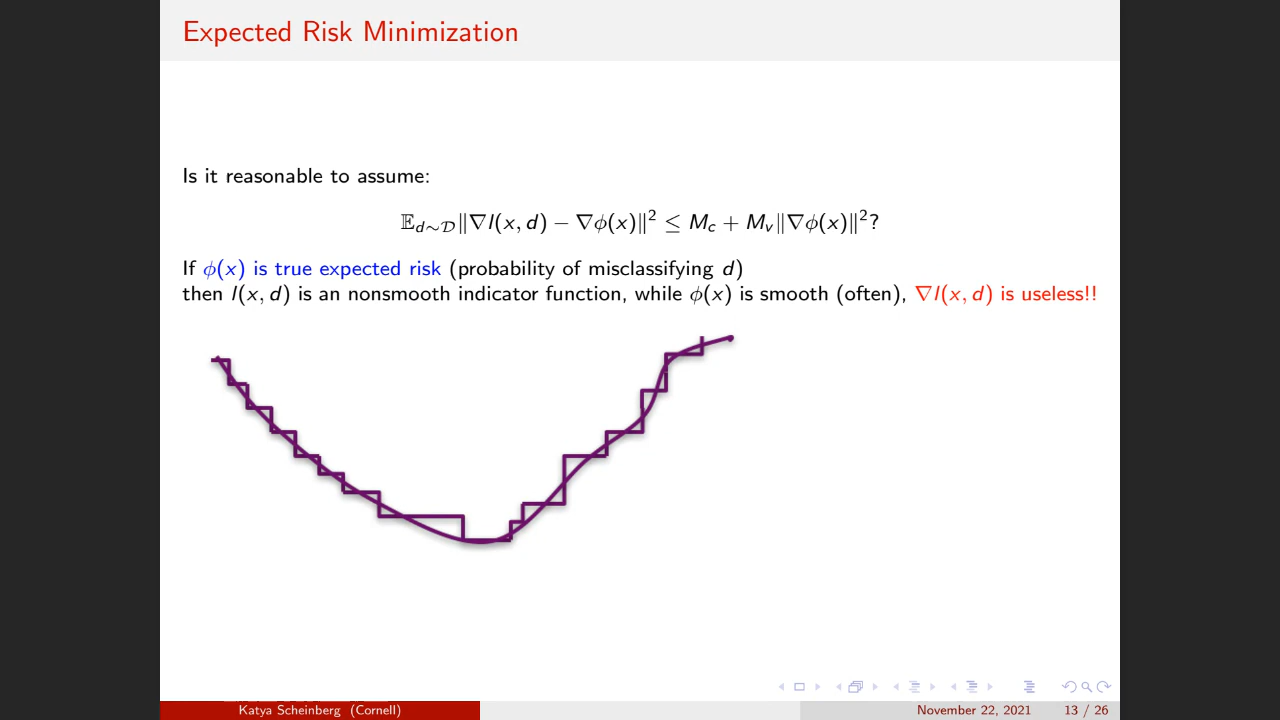 Expected Risk Minimization
Is it reasonable to assume:
𝔼_{d∼𝒟}‖∇l(x, d) − ∇ϕ(x)‖² ≤ M_c + M_v‖∇ϕ(x)‖²?
If ϕ(x) is true expected risk (probability of misclassifying d)
then l(x, d) is an nonsmooth indicator function, while ϕ(x) is smooth (often), ∇l(x, d) is useless!!
Katya Scheinberg (Cornell)
November 22, 2021
13 / 26